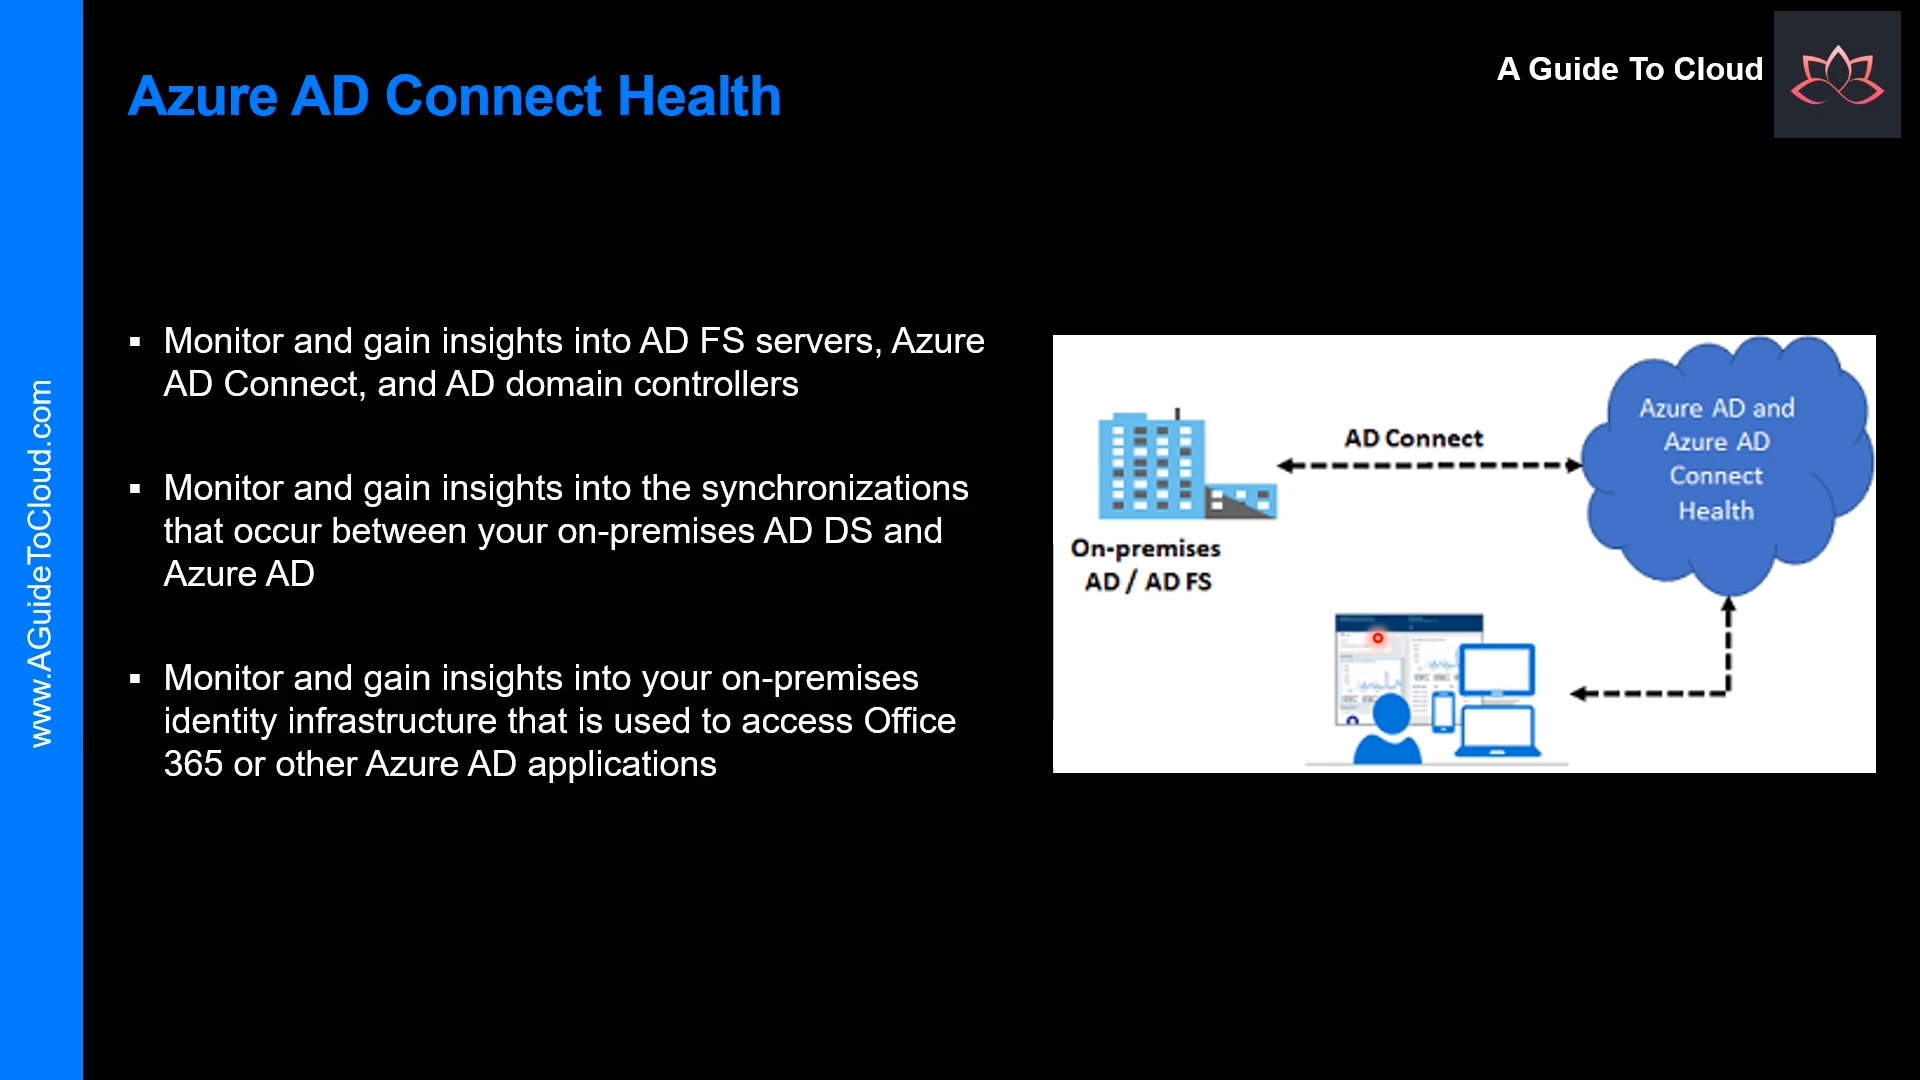 Azure AD Connect Health
A Guide To Cloud
www.AGuideToCloud.com
▪ Monitor and gain insights into AD FS servers, Azure
AD Connect, and AD domain controllers
▪ Monitor and gain insights into the synchronizations
that occur between your on-premises AD DS and
Azure AD
▪ Monitor and gain insights into your on-premises
identity infrastructure that is used to access Office
365 or other Azure AD applications
AD Connect
On-premises
AD / AD FS
Azure AD and
Azure AD
Connect
Health